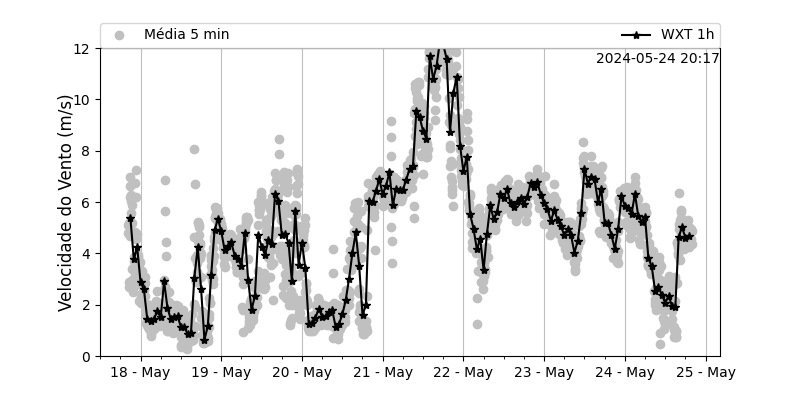 Média 5 min
WXT 1h
2024-05-24 20:17
Velocidade do Vento (m/s)
12
10
8
6
4
2
0
18 - May
19 - May
20 - May
21 - May
22 - May
23 - May
24 - May
25 - May